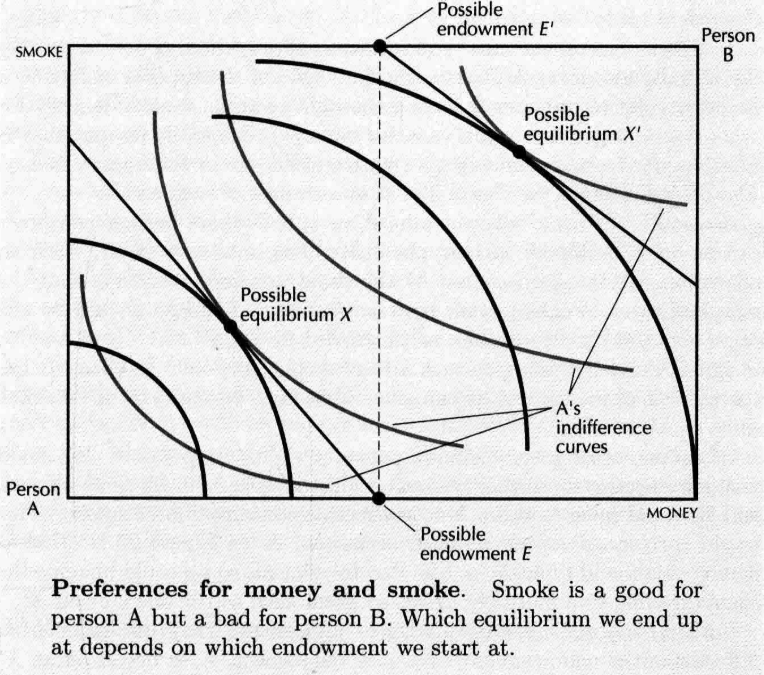 Possible
endowment E'
SMOKE
Person
B
Possible
equilibrium X'
Possible
equilibrium X
A's
indifference
curves
Person
A
MONEY
Possible
endowment E
Preferences for money and smoke. Smoke is a good for
person A but a bad for person B. Which equilibrium we end up
at depends on which endowment we start at.